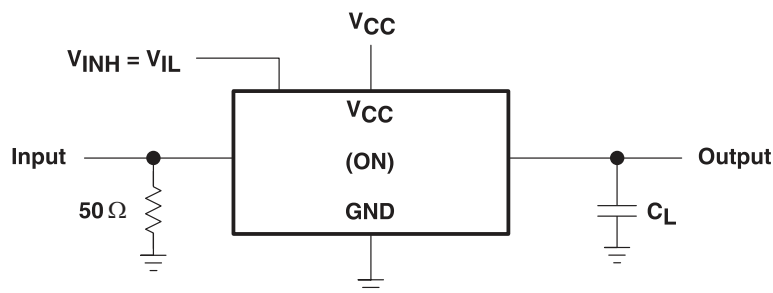 VCC
VINH = VIL
VCC
Input
(ON)
Output
50 Ω
GND
CL